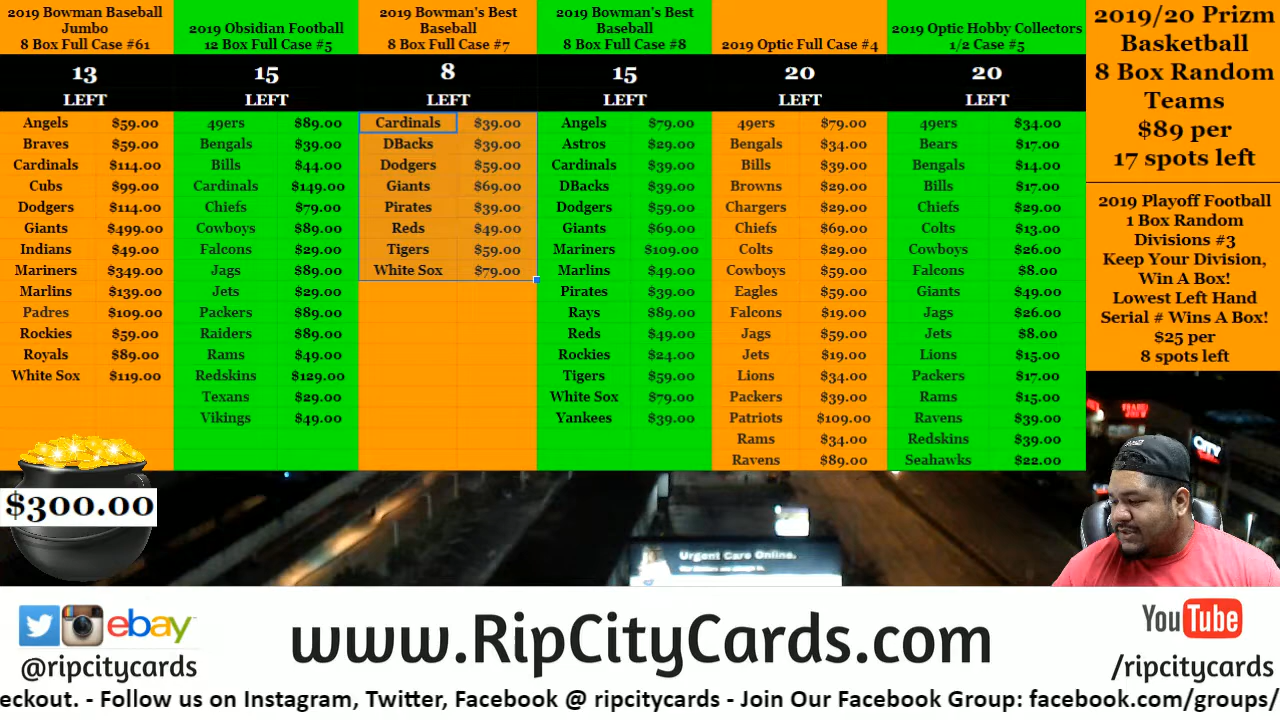 2019 Bowman Baseball
Jumbo
8 Box Full Case #61
13
LEFT
Angels $59.00
Braves $59.00
Cardinals $114.00
Cubs $99.00
Dodgers $114.00
Giants $499.00
Indians $49.00
Mariners $349.00
Marlins $139.00
Padres $109.00
Rockies $59.00
Royals $89.00
White Sox $119.00
2019 Obsidian Football
12 Box Full Case #5
15
LEFT
49ers $89.00
Bengals $39.00
Bills $44.00
Cardinals $149.00
Chiefs $79.00
Cowboys $89.00
Falcons $29.00
Jags $89.00
Jets $29.00
Packers $89.00
Raiders $89.00
Rams $49.00
Redskins $129.00
Texans $29.00
Vikings $49.00
2019 Bowman's Best
Baseball
8 Box Full Case #7
8
LEFT
Cardinals $39.00
DBacks $39.00
Dodgers $59.00
Giants $69.00
Pirates $39.00
Reds $49.00
Tigers $59.00
White Sox $79.00
2019 Bowman's Best
Baseball
8 Box Full Case #8
15
LEFT
Angels $79.00
Astros $29.00
Cardinals $39.00
DBacks $39.00
Dodgers $59.00
Giants $69.00
Mariners $109.00
Marlins $49.00
Pirates $39.00
Rays $89.00
Reds $49.00
Rockies $24.00
Tigers $59.00
White Sox $79.00
Yankees $39.00
2019 Optic Full Case #4
20
LEFT
49ers $79.00
Bengals $34.00
Bills $39.00
Browns $29.00
Chargers $29.00
Chiefs $69.00
Colts $29.00
Cowboys $59.00
Eagles $59.00
Falcons $19.00
Jags $59.00
Jets $19.00
Lions $34.00
Packers $39.00
Patriots $109.00
Rams $34.00
Ravens $89.00
2019 Optic Hobby Collectors
1/2 Case #5
20
LEFT
49ers $34.00
Bears $17.00
Bengals $14.00
Bills $17.00
Chiefs $29.00
Colts $13.00
Cowboys $26.00
Falcons $8.00
Giants $49.00
Jags $26.00
Jets $8.00
Lions $15.00
Packers $17.00
Rams $15.00
Ravens $39.00
Redskins $39.00
Seahawks $22.00
2019/20 Prizm
Basketball
8 Box Random
Teams
$89 per
17 spots left
2019 Playoff Football
1 Box Random
Divisions #3
Keep Your Division,
Win A Box!
Lowest Left Hand
Serial # Wins A Box!
$25 per
8 spots left
$300.00
Urgent Care Online.
ebay
@ripcitycards
www.RipCityCards.com
YouTube
/ripcitycards
eckout. - Follow us on Instagram, Twitter, Facebook @ ripcitycards - Join Our Facebook Group: facebook.com/groups/